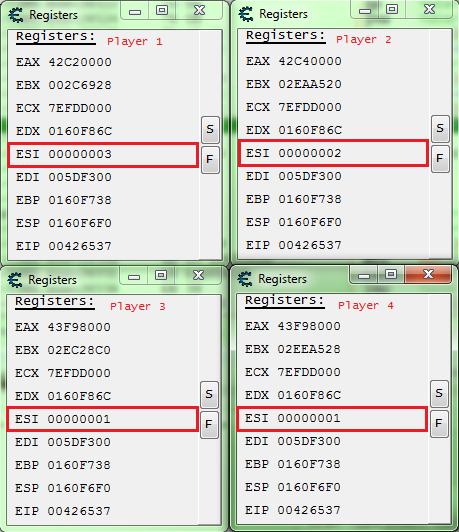 Registers
Registers: Player 1
EAX 42C20000
EBX 002C6928
ECX 7EFDD000
EDX 0160F86C
ESI 00000003
EDI 005DF300
EBP 0160F738
ESP 0160F6F0
EIP 00426537
S
F
Registers
Registers: Player 2
EAX 42C40000
EBX 02EAA520
ECX 7EFDD000
EDX 0160F86C
ESI 00000002
EDI 005DF300
EBP 0160F738
ESP 0160F6F0
EIP 00426537
S
F
Registers
Registers: Player 3
EAX 43F98000
EBX 02EC28C0
ECX 7EFDD000
EDX 0160F86C
ESI 00000001
EDI 005DF300
EBP 0160F738
ESP 0160F6F0
EIP 00426537
S
F
Registers
Registers: Player 4
EAX 43F98000
EBX 02EEA528
ECX 7EFDD000
EDX 0160F86C
ESI 00000001
EDI 005DF300
EBP 0160F738
ESP 0160F6F0
EIP 00426537
S
F